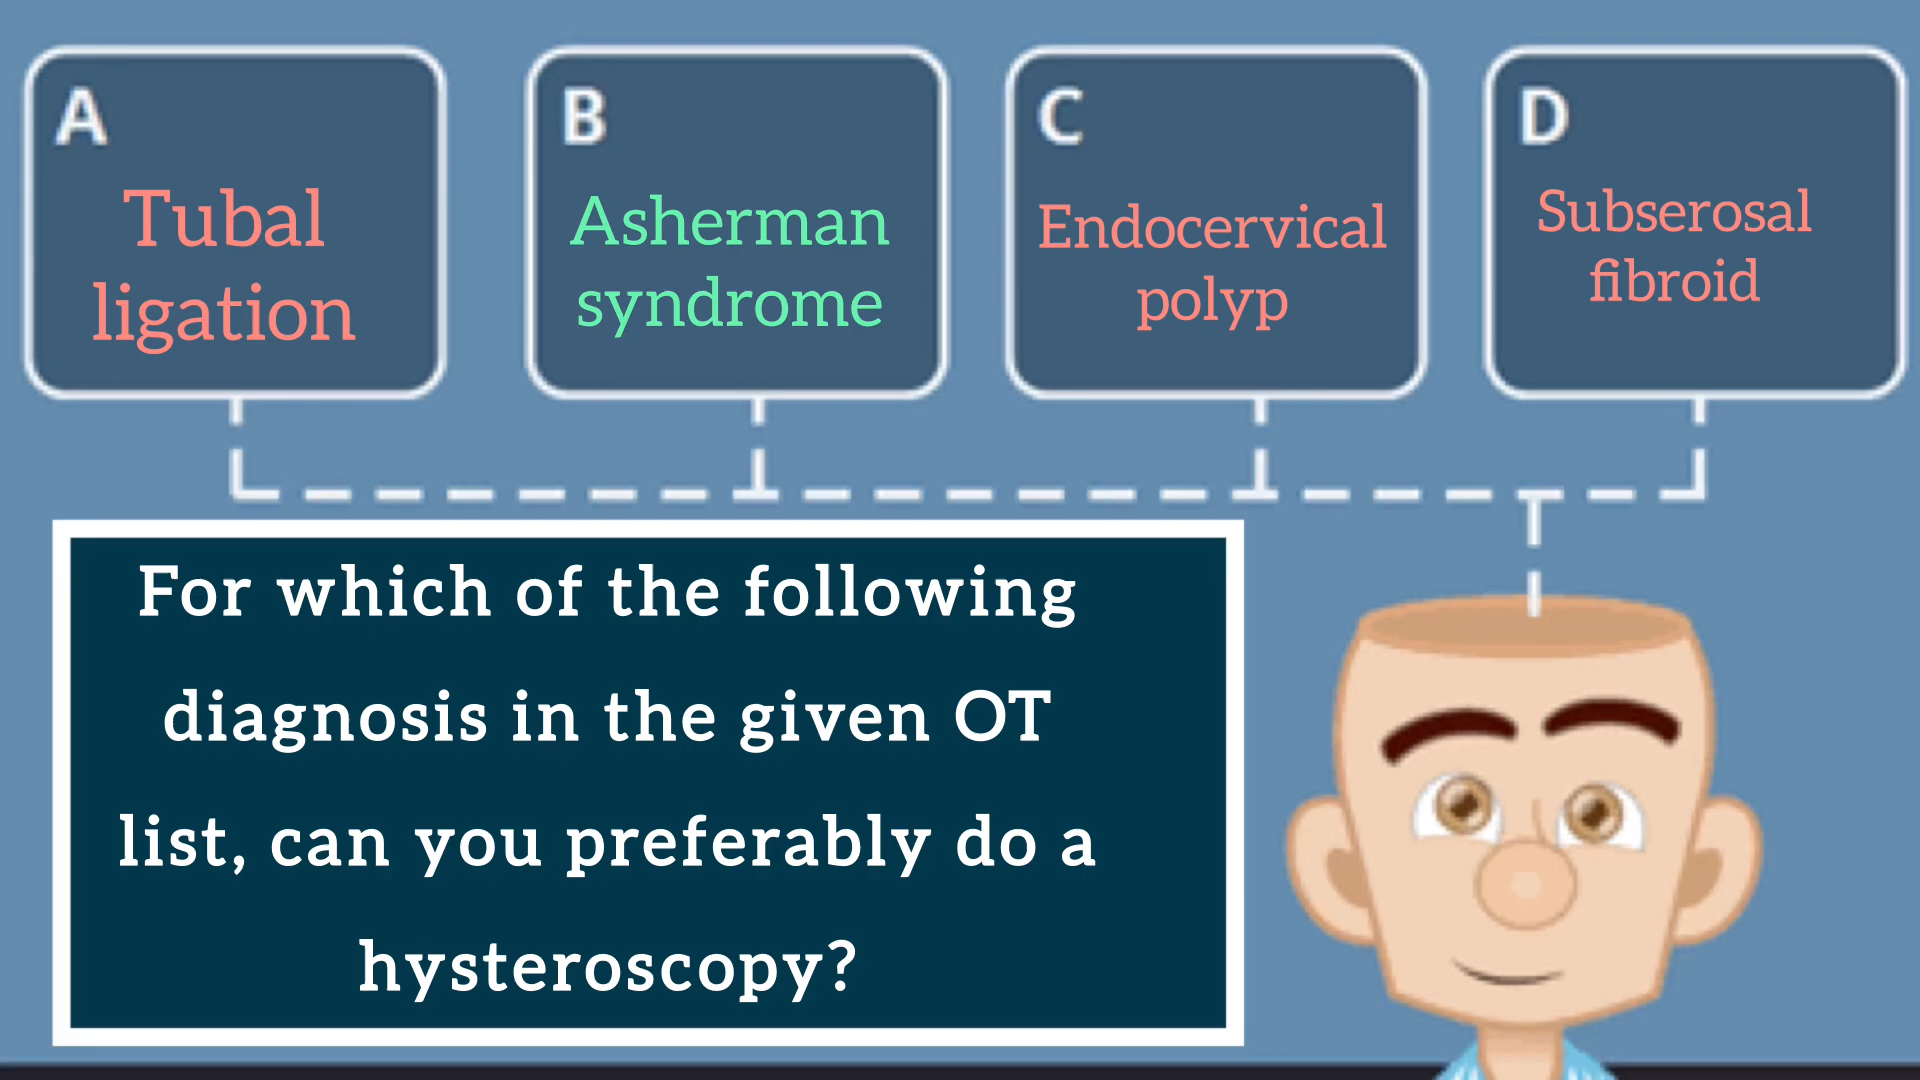 A
Tubal
ligation
B
Asherman
syndrome
C
Endocervical
polyp
D
Subserosal
fibroid
For which of the following
diagnosis in the given OT
list, can you preferably do a
hysteroscopy?